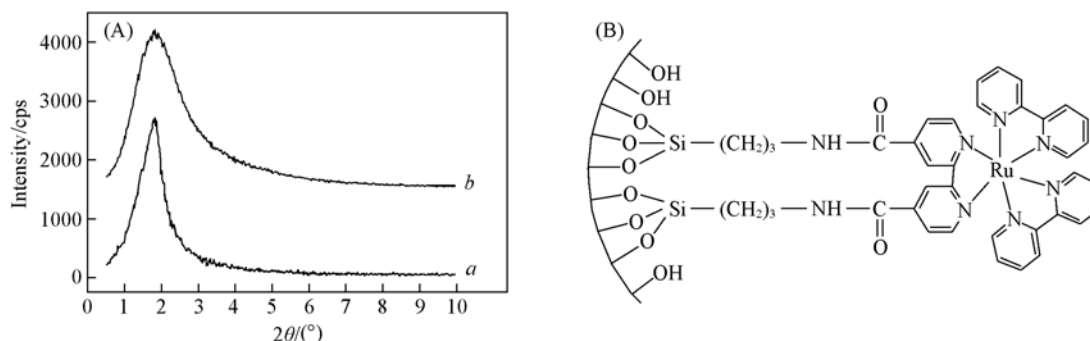 (A)
4000
3000
2000
1000
0
Intensity/cps
b
a
0 1 2 3 4 5 6 7 8 9 10
2θ/(°)
(B)
OH
OH
O
O Si (CH₂)₃ NH C O
O
N N N Ru N N N
O
O Si (CH₂)₃ NH C O
O
OH